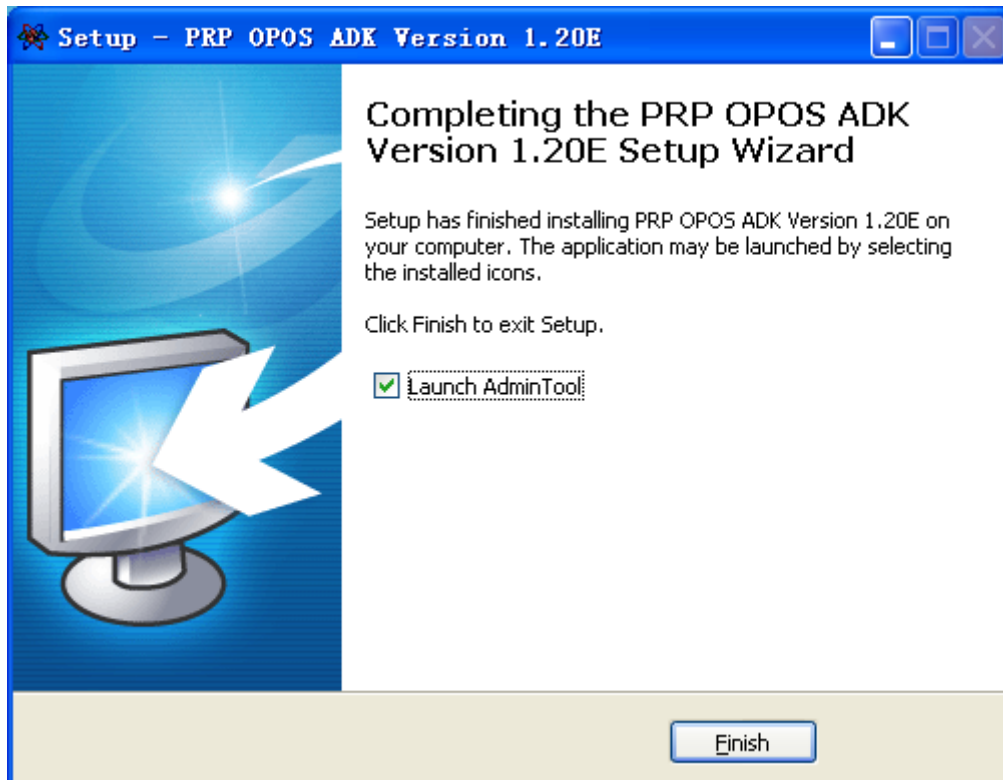 Setup - PRP OPOS ADK Version 1.20E
Completing the PRP OPOS ADK
Version 1.20E Setup Wizard
Setup has finished installing PRP OPOS ADK Version 1.20E on
your computer. The application may be launched by selecting
the installed icons.
Click Finish to exit Setup.
Launch AdminTool
Finish